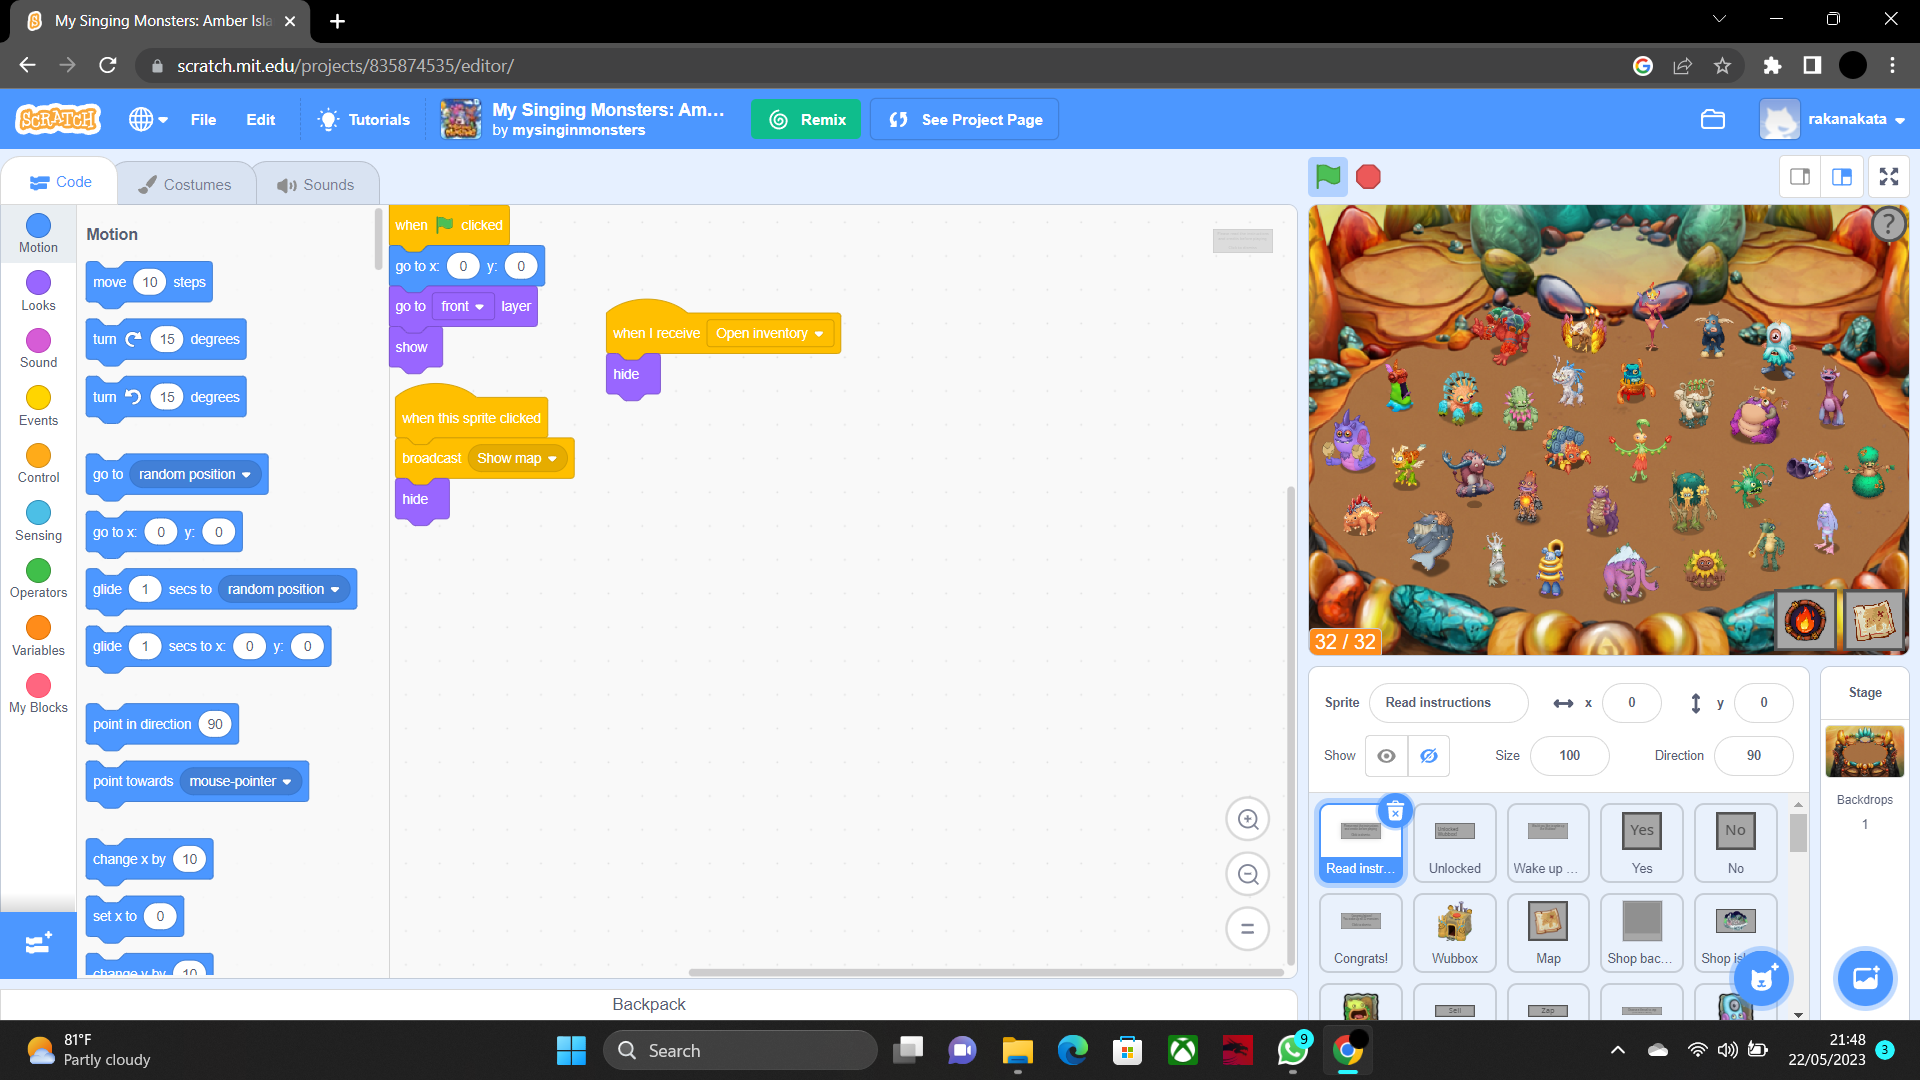 My Singing Monsters: Amber Isla
scratch.mit.edu/projects/835874535/editor/
SCRATCH
File
Edit
Tutorials
My Singing Monsters: Am...
by mysinginmonsters
Remix
See Project Page
rakanakata
Code
Costumes
Sounds
Motion
Looks
Sound
Events
Control
Sensing
Operators
Variables
My Blocks
Motion
move 10 steps
turn 15 degrees
turn 15 degrees
go to random position
go to x: 0 y: 0
glide 1 secs to random position
glide 1 secs to x: 0 y: 0
point in direction 90
point towards mouse-pointer
change x by 10
set x to 0
change y by 10
when clicked
go to x: 0 y: 0
go to front layer
show
when this sprite clicked
broadcast Show map
hide
when I receive Open inventory
hide
?
32 / 32
Sprite Read instructions x 0 y 0
Show Size 100 Direction 90
Read instr...
Unlocked
Wake up ...
Yes
Yes
No
No
Congrats!
Wubbox
Map
Shop bac...
Shop is
Sell
Zap
Stage
Backdrops
1
Backpack
81°F
Partly cloudy
Search
9
21:48
22/05/2023
3